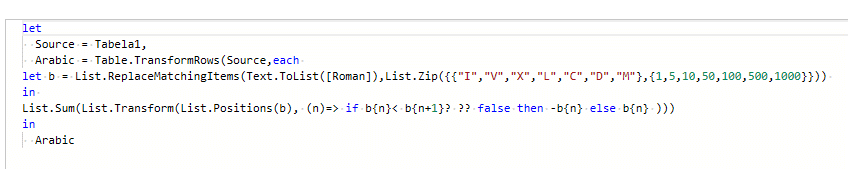 let
Source = Tabela1,
Arabic = Table.TransformRows(Source,each
let b = List.ReplaceMatchingItems(Text.ToList([Roman]),List.Zip({{"I","V","X","L","C","D","M"},{1,5,10,50,100,500,1000}}))
in
List.Sum(List.Transform(List.Positions(b), (n)=> if b{n}< b{n+1}? ?? false then -b{n} else b{n} )))
in
Arabic